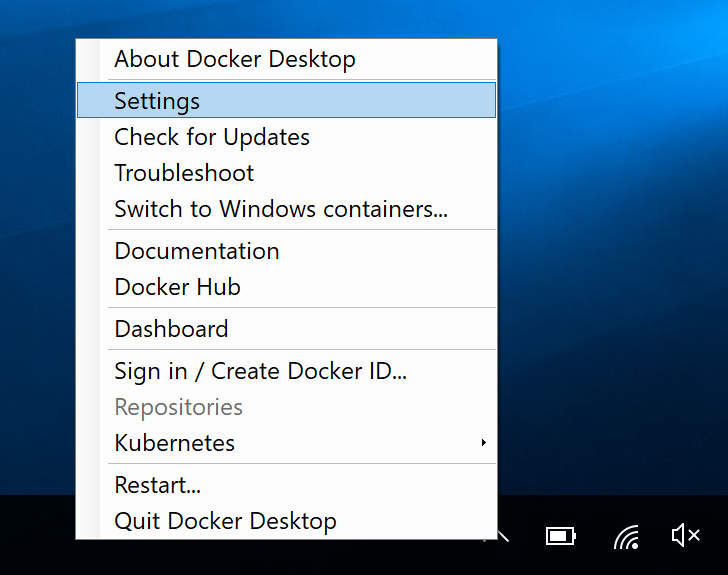 About Docker Desktop
Settings
Check for Updates
Troubleshoot
Switch to Windows containers...
Documentation
Docker Hub
Dashboard
Sign in / Create Docker ID...
Repositories
Kubernetes
Restart...
Quit Docker Desktop